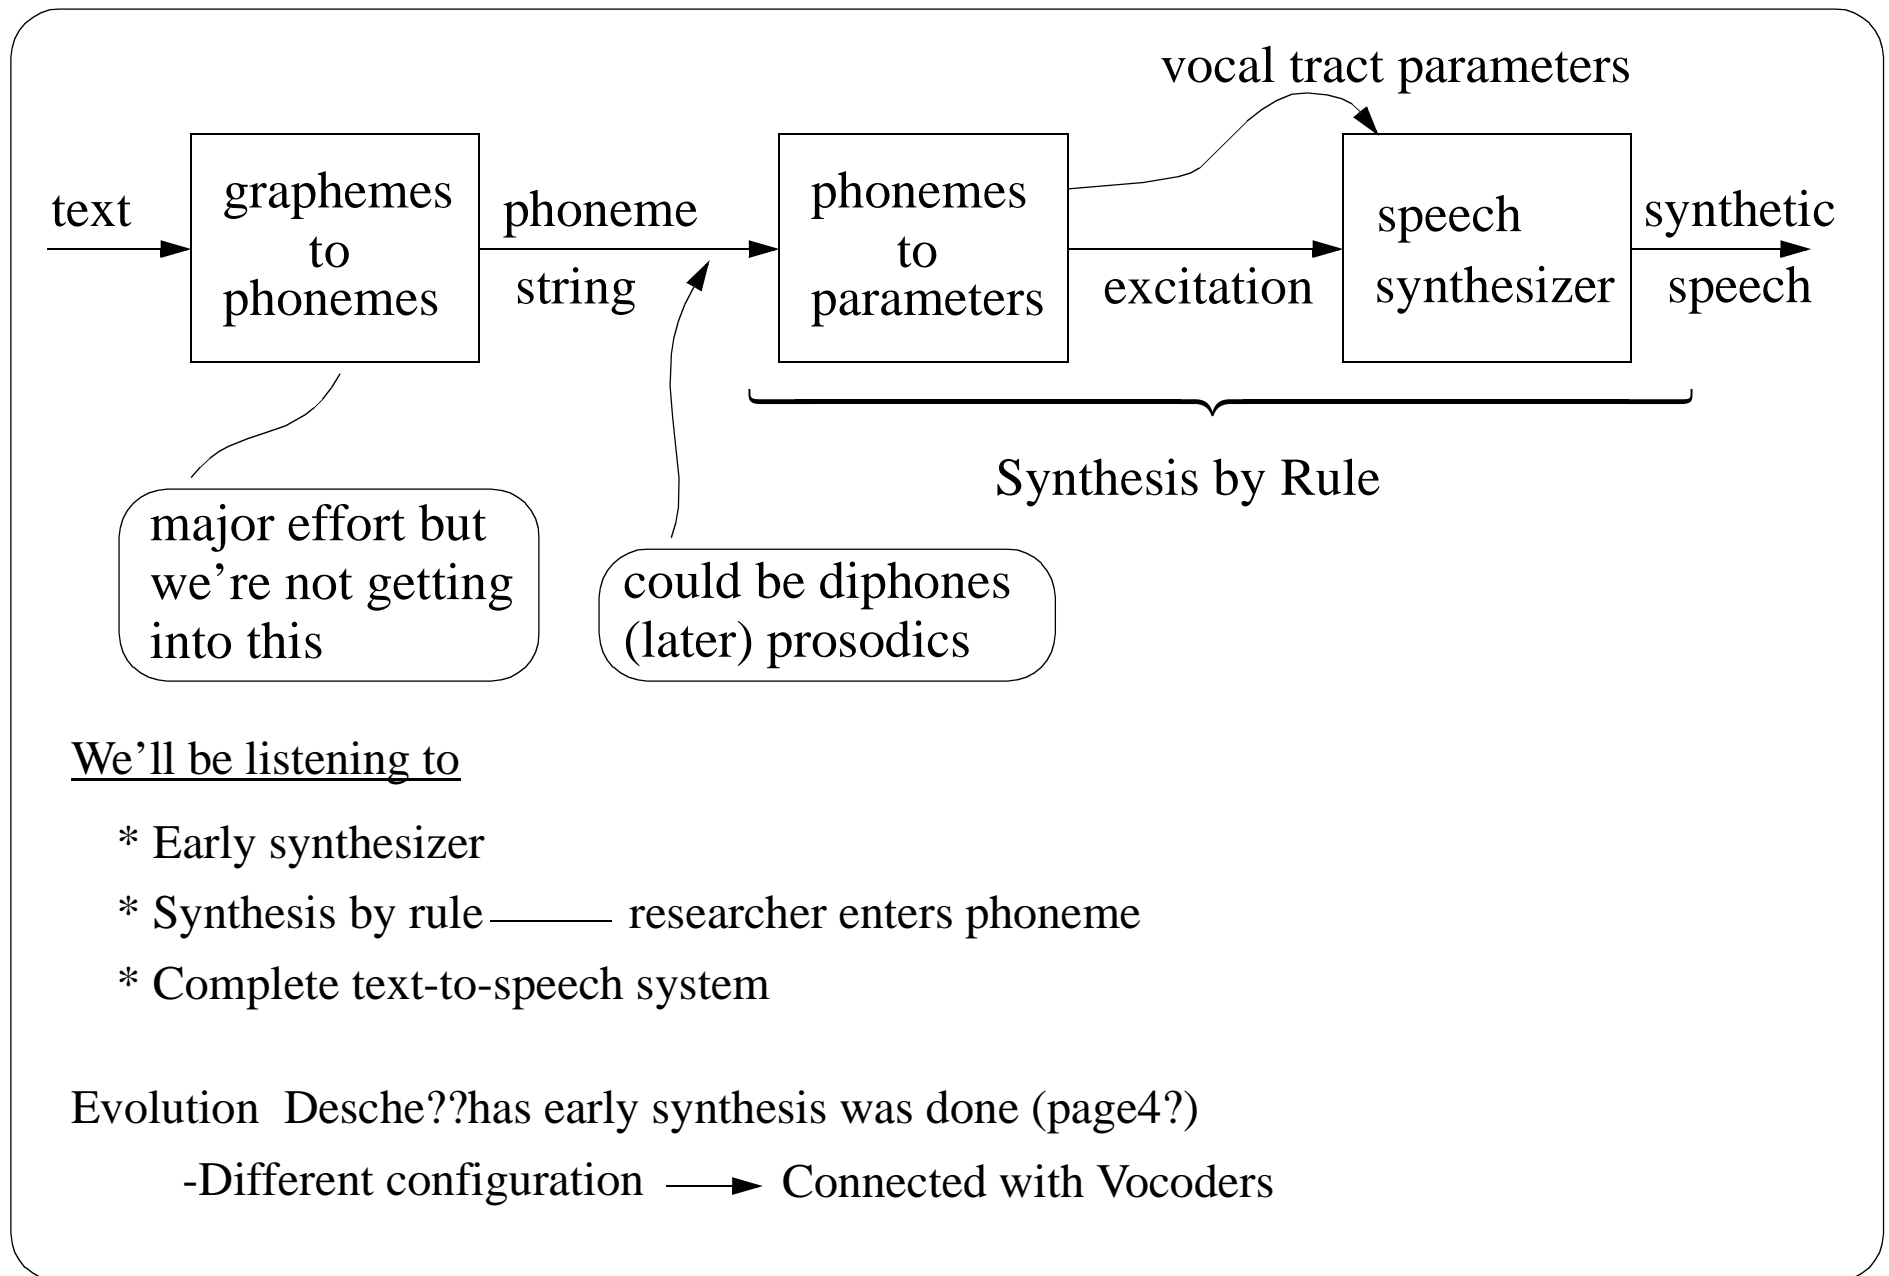 vocal tract parameters
text
graphemes
to
phonemes
phoneme
string
phonemes
to
parameters
excitation
speech
synthesizer
synthetic
speech
Synthesis by Rule
major effort but
we’re not getting
into this
could be diphones
(later) prosodics
We’ll be listening to
* Early synthesizer
* Synthesis by rule researcher enters phoneme
* Complete text-to-speech system
Evolution Desche??has early synthesis was done (page4?)
-Different configuration Connected with Vocoders